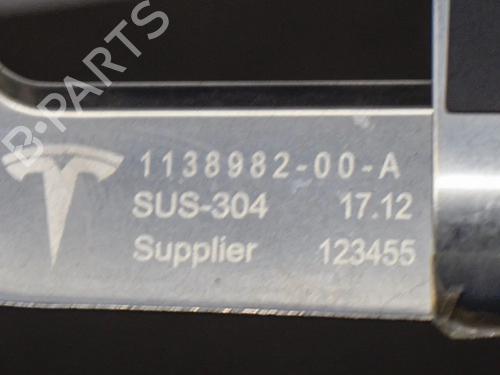 B-PARTS
1138982-00-A
SUS-304 17.12
Supplier 123455